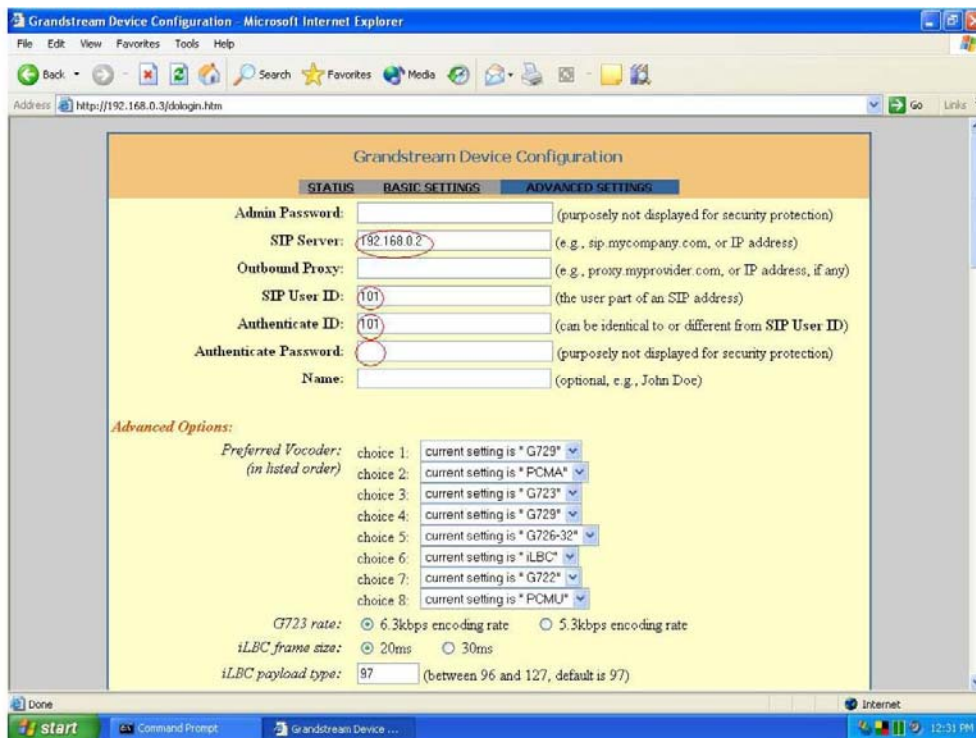 Grandstream Device Configuration - Microsoft Internet Explorer
File Edit View Favorites Tools Help
Back Search Favorites Media
Address http://192.168.0.3/dologin.htm Go Links
Grandstream Device Configuration
STATUS BASIC SETTINGS ADVANCED SETTINGS
Admin Password: (purposely not displayed for security protection)
SIP Server: 192.168.0.2 (e.g., sip.mycompany.com, or IP address)
Outbound Proxy: (e.g., proxy.myprovider.com, or IP address, if any)
SIP User ID: 101 (the user part of an SIP address)
Authenticate ID: 101 (can be identical to or different from SIP User ID)
Authenticate Password: (purposely not displayed for security protection)
Name: (optional, e.g., John Doe)
Advanced Options:
Preferred Vocoder: choice 1: current setting is " G729"
(in listed order) choice 2: current setting is " PCMA"
choice 3: current setting is " G723"
choice 4: current setting is " G729"
choice 5: current setting is " G726-32"
choice 6: current setting is " iLBC"
choice 7: current setting is " G722"
choice 8: current setting is " PCMU"
G723 rate: 6.3kbps encoding rate 5.3kbps encoding rate
iLBC frame size: 20ms 30ms
iLBC payload type: 97 (between 96 and 127, default is 97)
Done Internet
start Command Prompt Grandstream Device ... 12:31 PM